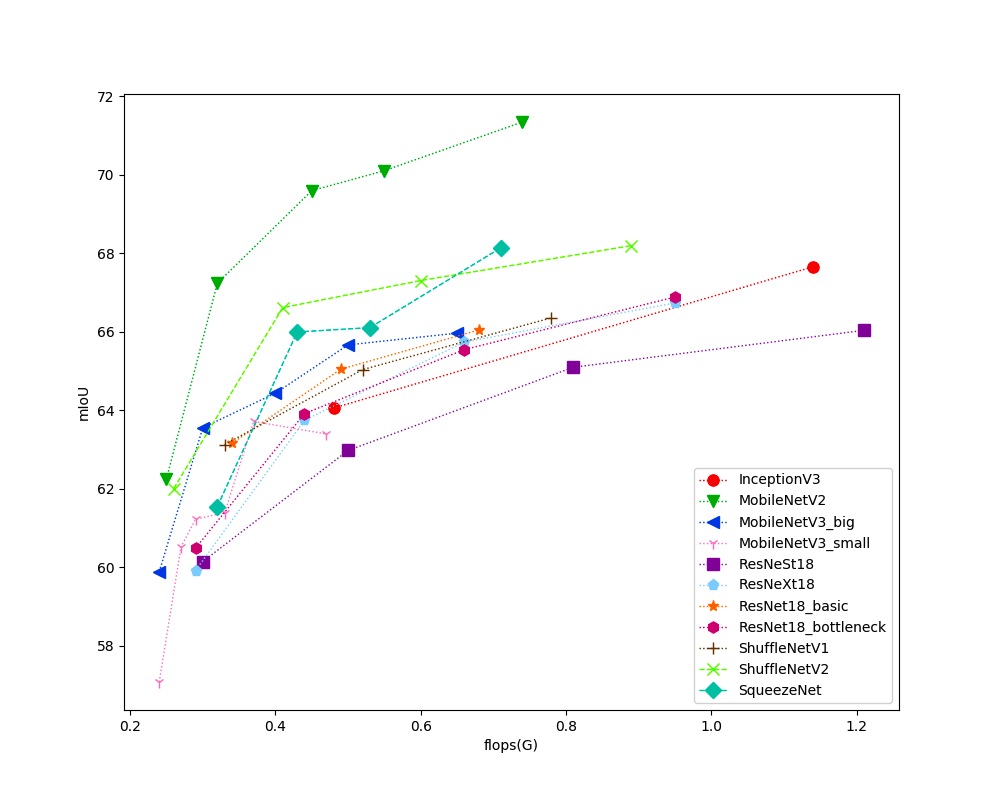 72
70
68
66
64
62
60
58
mIoU
0.2
0.4
0.6
0.8
1.0
1.2
flops(G)
InceptionV3
MobileNetV2
MobileNetV3_big
MobileNetV3_small
ResNeSt18
ResNeXt18
ResNet18_basic
ResNet18_bottleneck
ShuffleNetV1
ShuffleNetV2
SqueezeNet